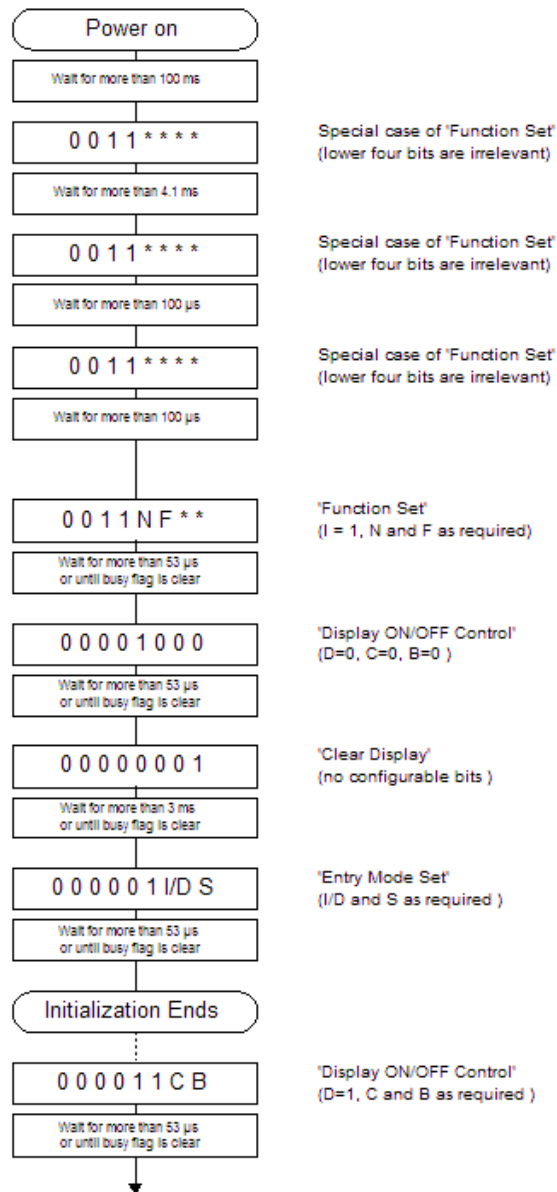 Power on
Wait for more than 100 ms
0 0 1 1 * * * *
Special case of 'Function Set'
(lower four bits are irrelevant)
Wait for more than 4.1 ms
0 0 1 1 * * * *
Special case of 'Function Set'
(lower four bits are irrelevant)
Wait for more than 100 µs
0 0 1 1 * * * *
Special case of 'Function Set'
(lower four bits are irrelevant)
Wait for more than 100 µs
0 0 1 1 N F * *
'Function Set'
(I = 1, N and F as required)
Wait for more than 53 µs
or until busy flag is clear
0 0 0 0 1 0 0 0
'Display ON/OFF Control'
(D=0, C=0, B=0 )
Wait for more than 53 µs
or until busy flag is clear
0 0 0 0 0 0 0 1
'Clear Display'
(no configurable bits )
Wait for more than 3 ms
or until busy flag is clear
0 0 0 0 0 1 I/D S
'Entry Mode Set'
(I/D and S as required )
Wait for more than 53 µs
or until busy flag is clear
Initialization Ends
0 0 0 0 1 1 C B
'Display ON/OFF Control'
(D=1, C and B as required )
Wait for more than 53 µs
or until busy flag is clear